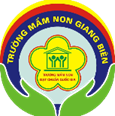 TRƯỜNG MẦM NON GIANG BIÊN
TRƯỜNG MẦM NON
ĐẠT CHUẨN QUỐC GIA